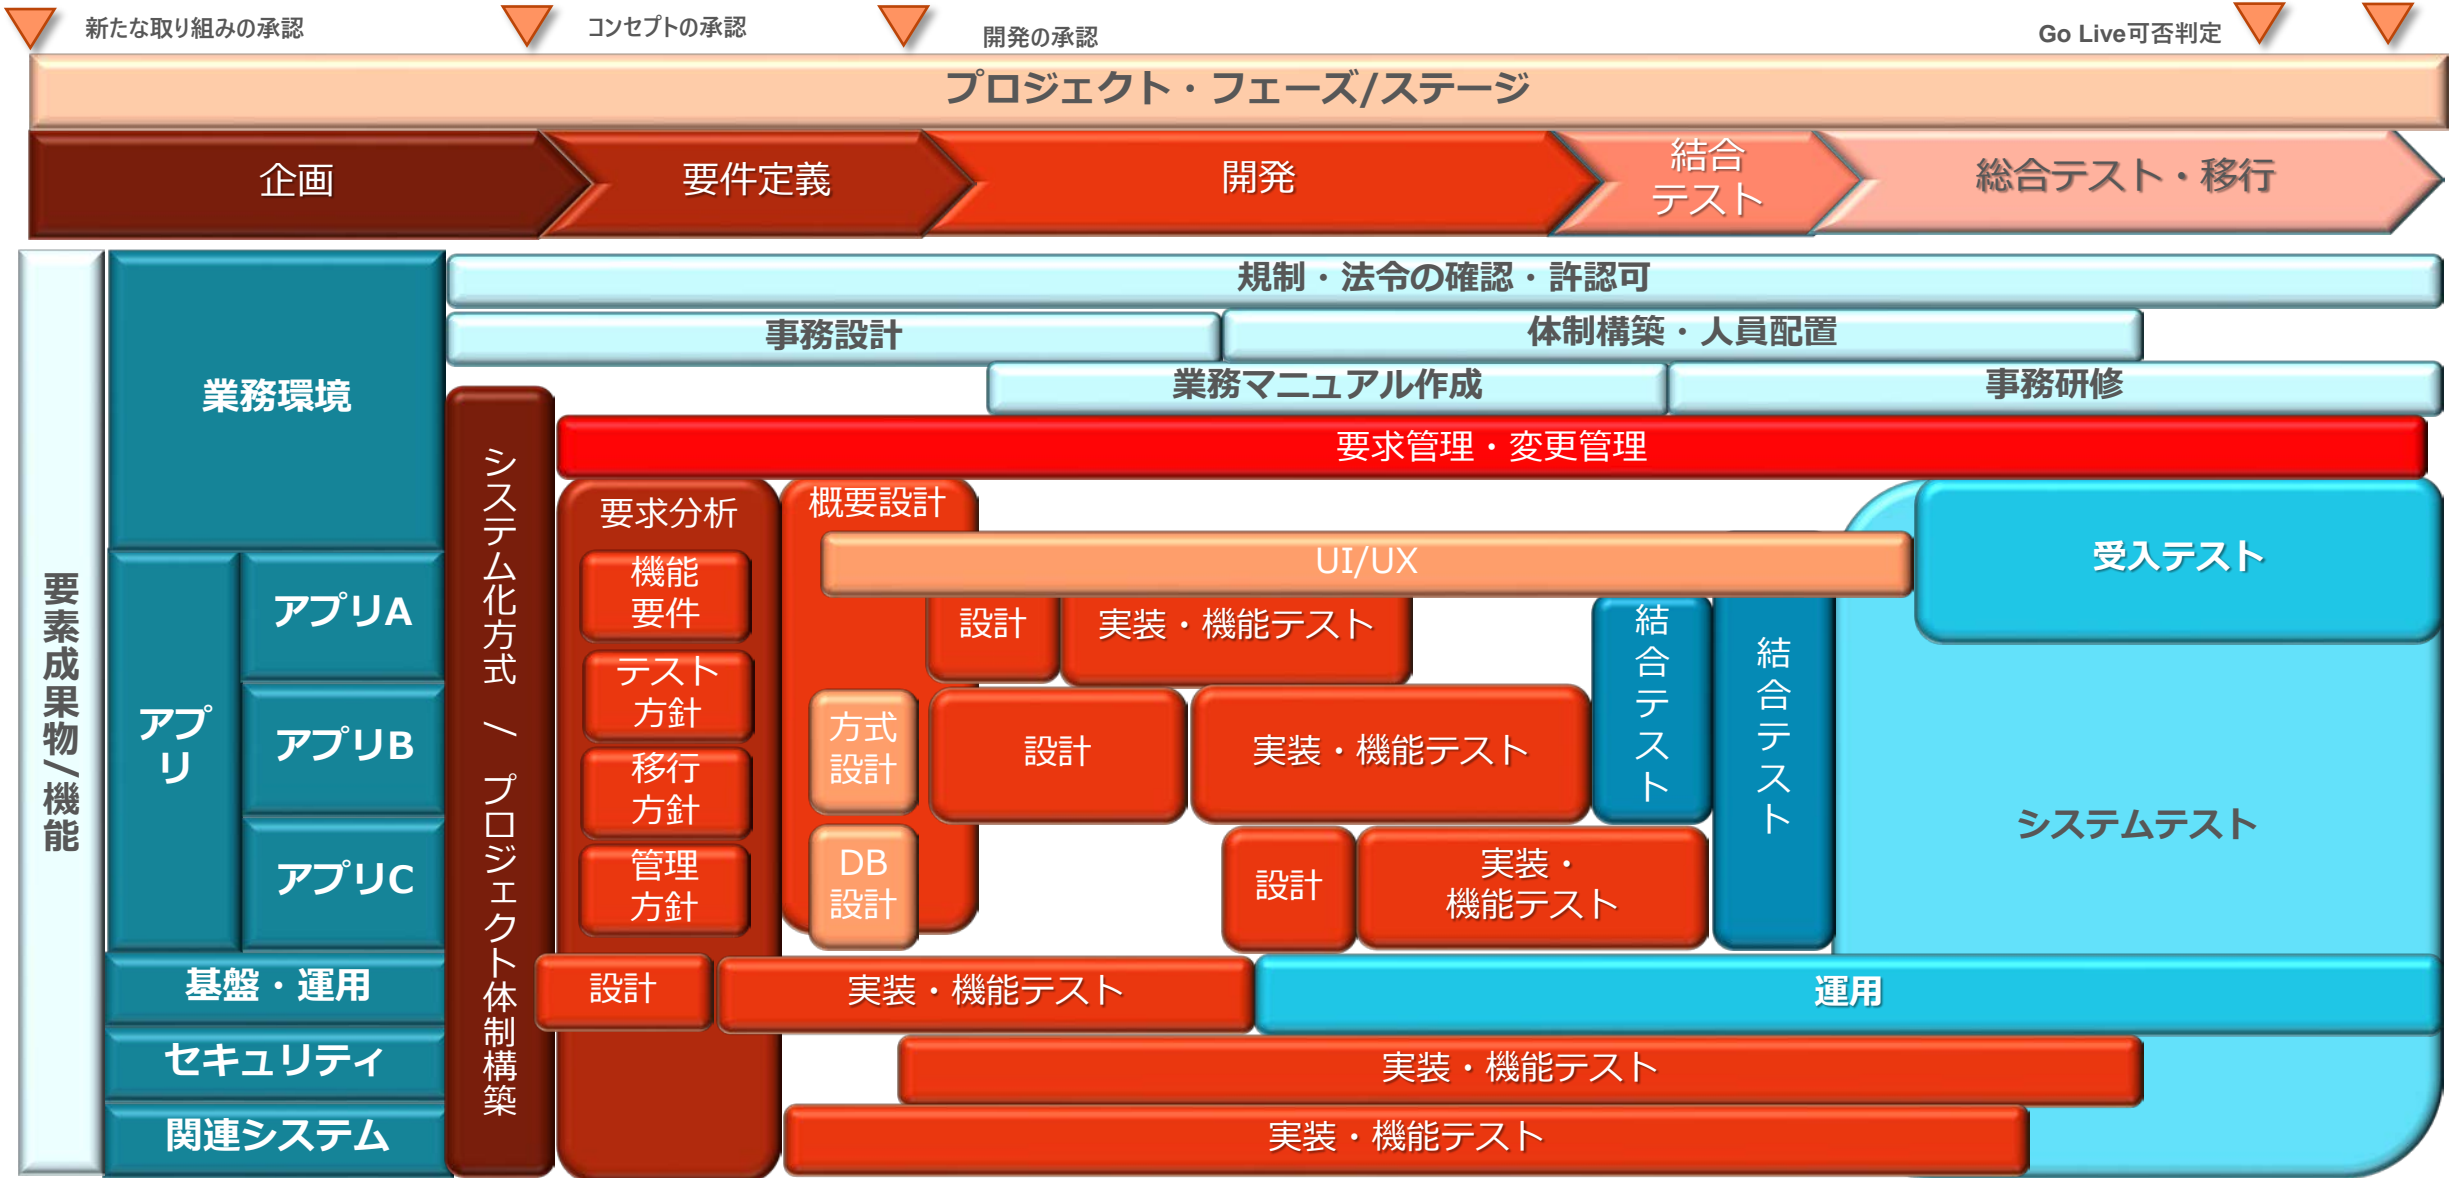 新たな取り組みの承認
コンセプトの承認
開発の承認
Go Live可否判定
プロジェクト・フェーズ/ステージ
企画
要件定義
開発
結合
テスト
総合テスト・移行
要素成果物/機能
業務環境
アプ
リ
アプリA
アプリB
アプリC
基盤・運用
セキュリティ
関連システム
規制・法令の確認・許認可
事務設計
体制構築・人員配置
業務マニュアル作成
事務研修
システム化方式 / プロジェクト体制構築
要求管理・変更管理
要求分析
機能
要件
テスト
方針
移行
方針
管理
方針
概要設計
方式
設計
DB
設計
UI/UX
設計
実装・機能テスト
設計
実装・機能テスト
設計
実装・
機能テスト
結合テスト
結合テスト
受入テスト
システムテスト
設計
実装・機能テスト
運用
実装・機能テスト
実装・機能テスト